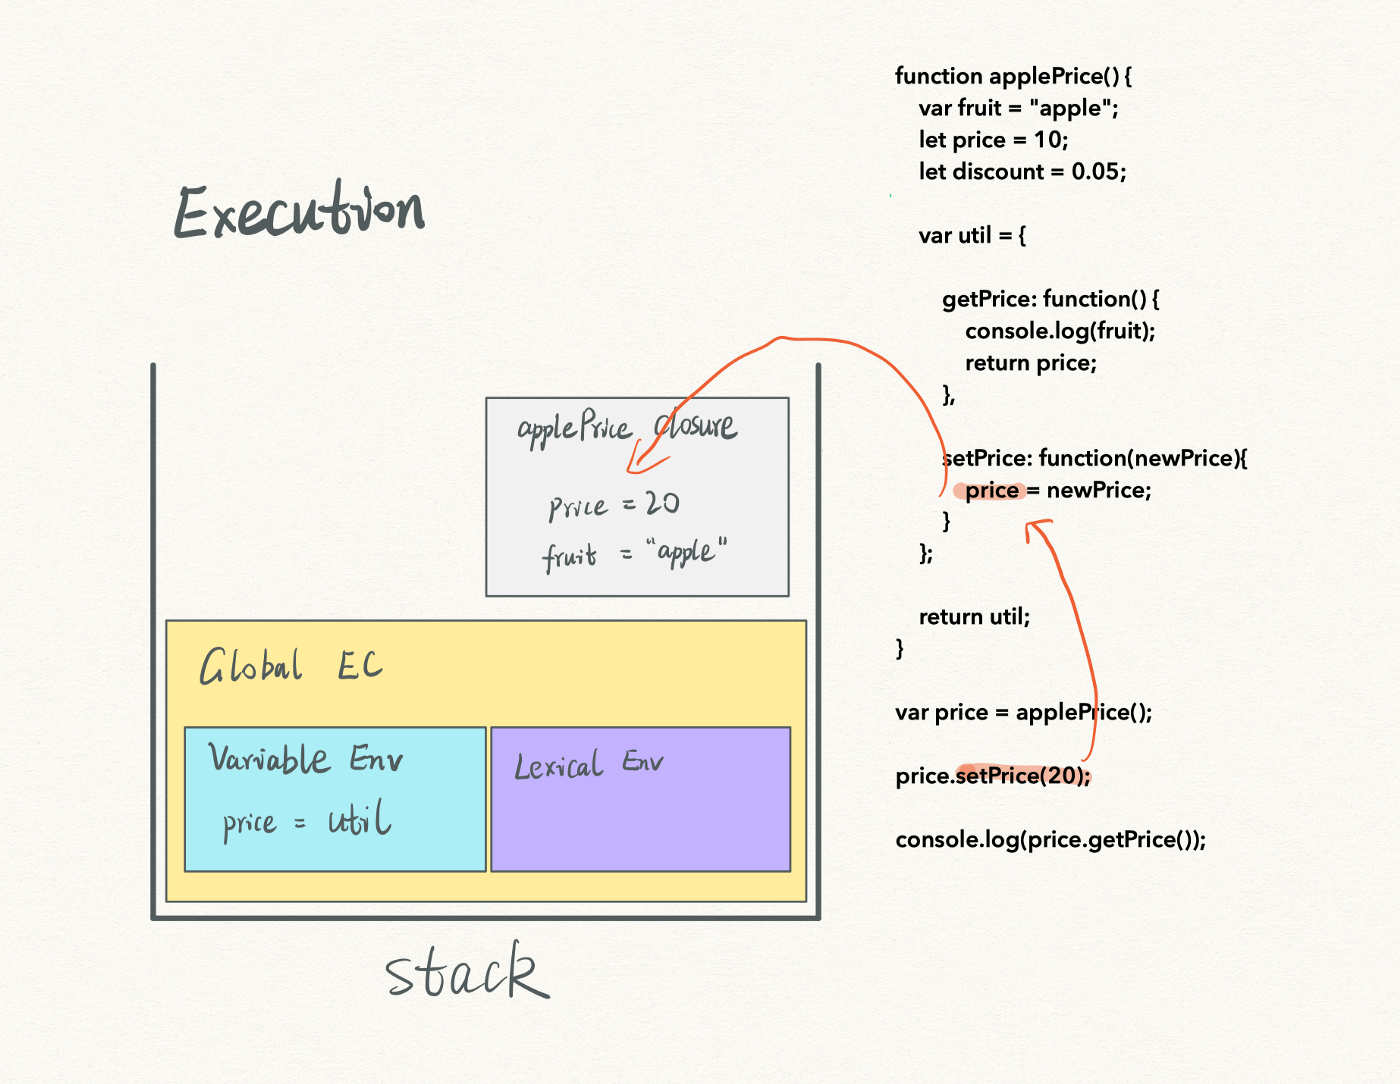 Execution
applePrice closure
price = 20
fruit = "apple"
Global EC
Variable Env
price = util
Lexical Env
stack
function applePrice() {
var fruit = "apple";
let price = 10;
let discount = 0.05;
var util = {
getPrice: function() {
console.log(fruit);
return price;
},
setPrice: function(newPrice){
price = newPrice;
}
};
return util;
}
var price = applePrice();
price.setPrice(20);
console.log(price.getPrice());